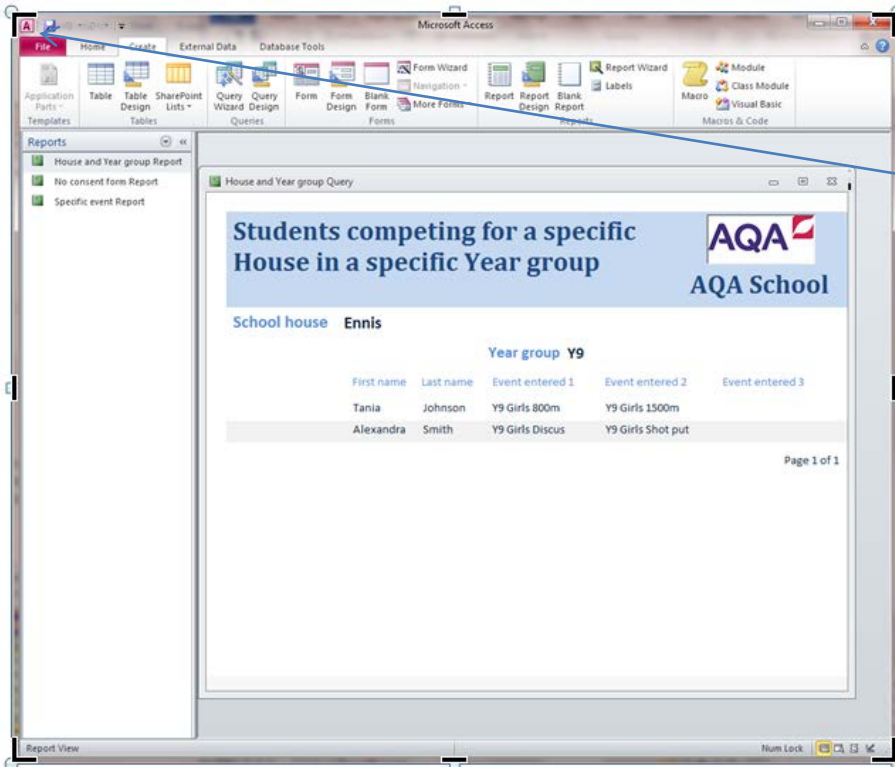 A
Microsoft Access
File Home Create External Data Database Tools
Application Parts
Table
Table Design
SharePoint Lists
Query Wizard
Query Design
Form
Form Design
Blank Form
Form Wizard
Navigation
More Forms
Report
Report Design
Blank Report
Report Wizard
Labels
Macro
Module
Class Module
Visual Basic
Templates Tables Queries Forms Reports Macros & Code
Reports
House and Year group Report
No consent form Report
Specific event Report
House and Year group Query
Students competing for a specific
House in a specific Year group
AQA
AQA School
School house Ennis
Year group Y9
First name Last name Event entered 1 Event entered 2 Event entered 3
Tania Johnson Y9 Girls 800m Y9 Girls 1500m
Alexandra Smith Y9 Girls Discus Y9 Girls Shot put
Page 1 of 1
Report View Num Lock